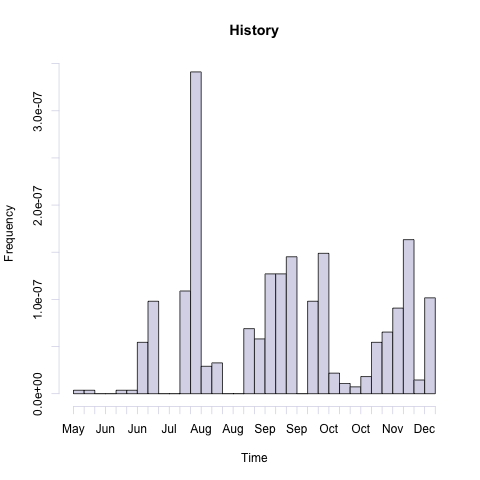 History
Frequency
3.0e-07
2.0e-07
1.0e-07
0.0e+00
May Jun Jun Jul Aug Aug Sep Sep Oct Oct Nov Dec
Time